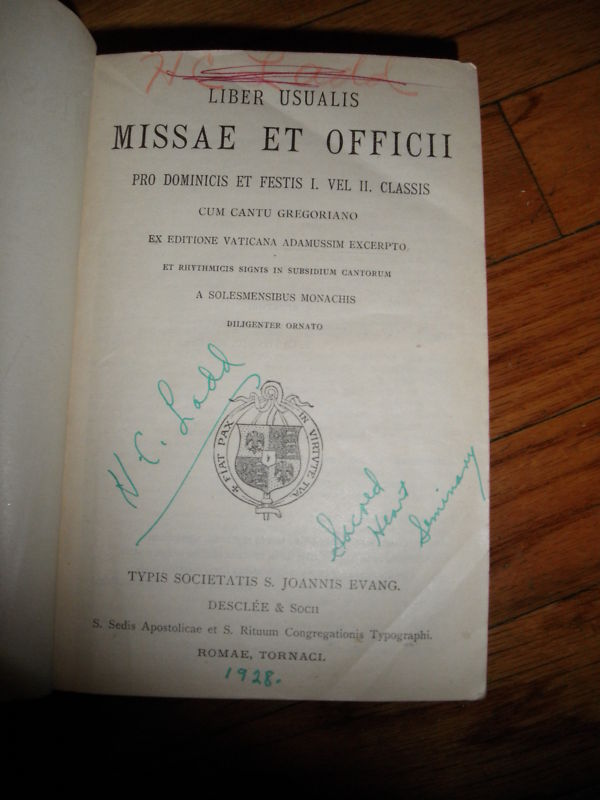 H C Ladd
LIBER USUALIS
MISSAE ET OFFICII
PRO DOMINICIS ET FESTIS I. VEL II. CLASSIS
CUM CANTU GREGORIANO
EX EDITIONE VATICANA ADAMUSSIM EXCERPTO
ET RHYTHMICIS SIGNIS IN SUBSIDIUM CANTORUM
A SOLESMENSIBUS MONACHIS
DILIGENTER ORNATO
H C. Ladd
✠ FIAT PAX IN VIRTUTE TUA
Sacred
Heart
Seminary
TYPIS SOCIETATIS S. JOANNIS EVANG.
DESCLÉE & SOCII
S. Sedis Apostolicae et S. Rituum Congregationis Typographi.
ROMAE, TORNACI.
1928.